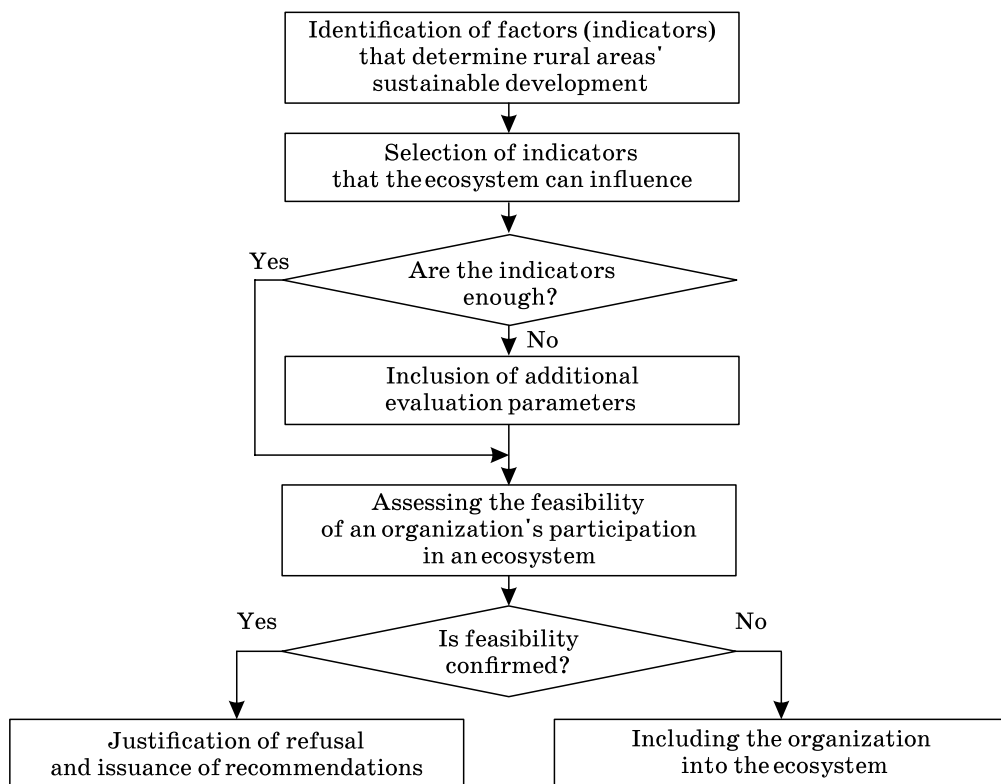 Identification of factors (indicators)
that determine rural areas'
sustainable development
Selection of indicators
that the ecosystem can influence
Yes
Are the indicators
enough?
No
Inclusion of additional
evaluation parameters
Assessing the feasibility
of an organization's participation
in an ecosystem
Yes
Is feasibility
confirmed?
No
Justification of refusal
and issuance of recommendations
Including the organization
into the ecosystem